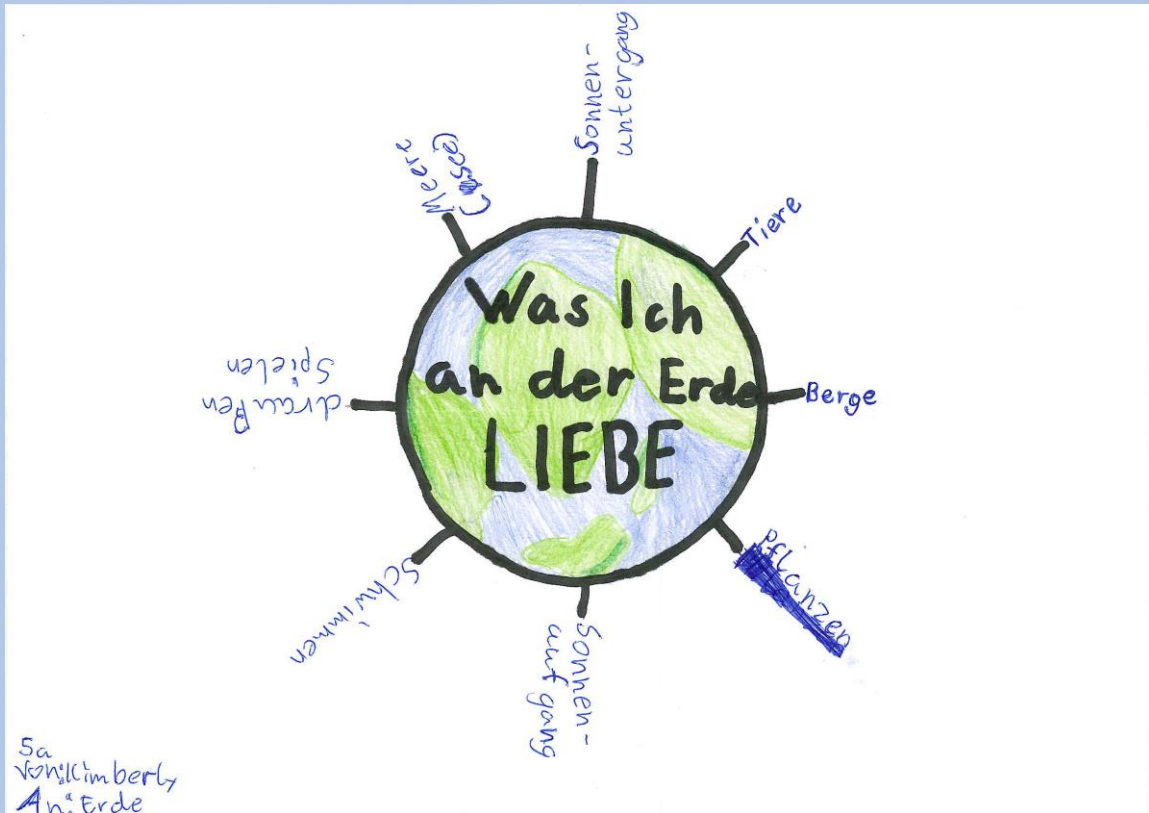 Was Ich
an der Erde
LIEBE
Sonnen-
untergang
Tiere
Berge
Pflanzen
Sonnen-
aufgang
Schwimmen
draußen
spielen
Meere
5a
von: Kimberly
An: Erde